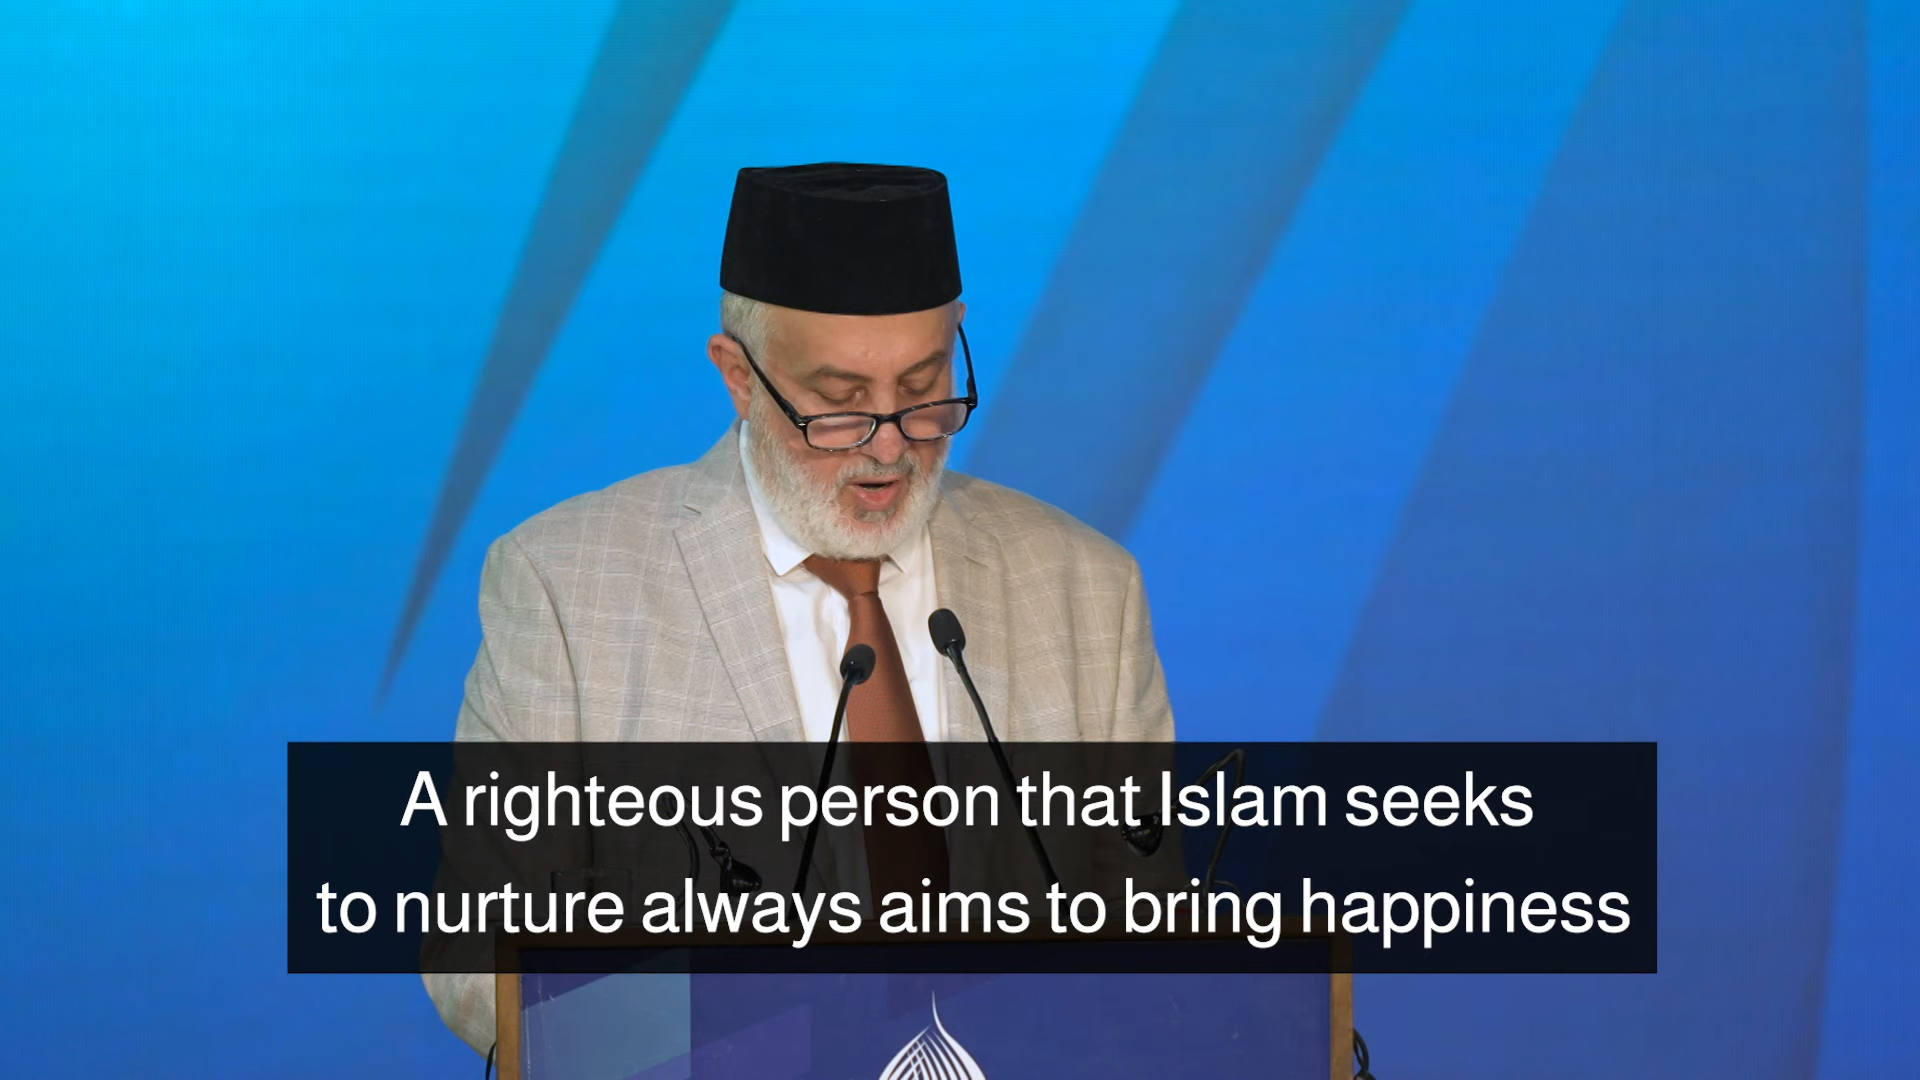 A righteous person that Islam seeks
to nurture always aims to bring happiness